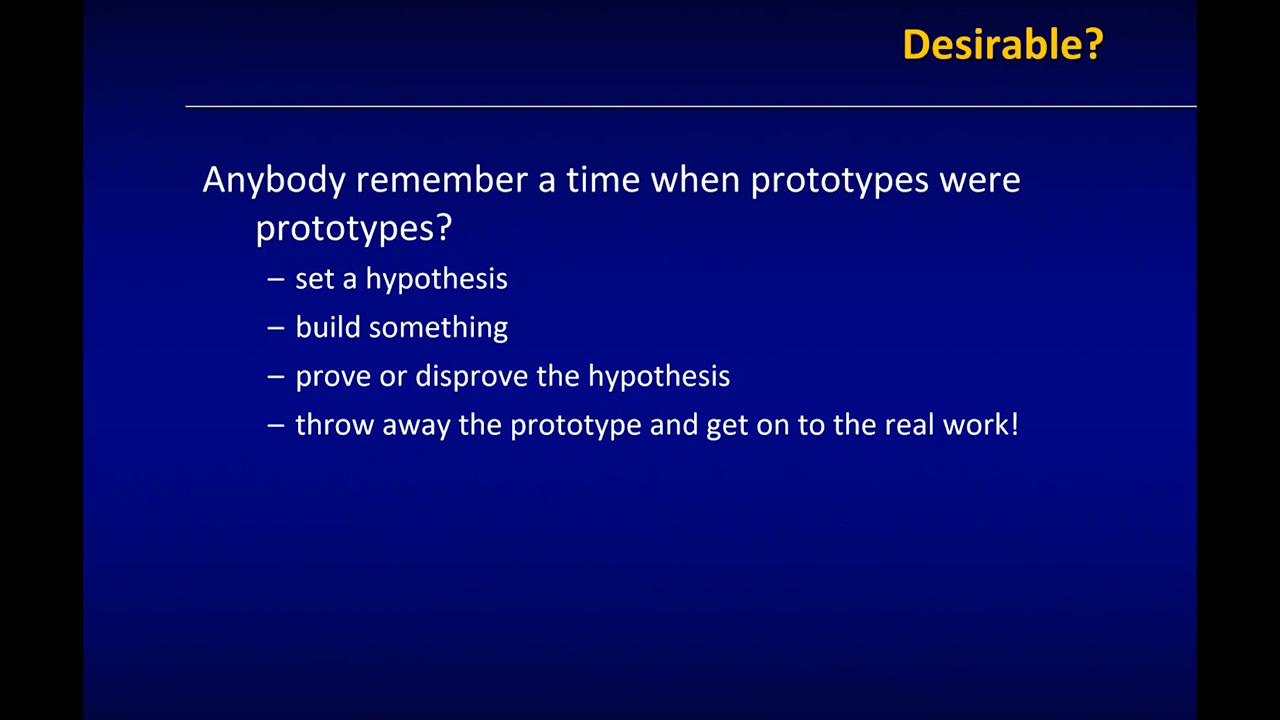 Desirable?
Anybody remember a time when prototypes were
prototypes?
– set a hypothesis
– build something
– prove or disprove the hypothesis
– throw away the prototype and get on to the real work!